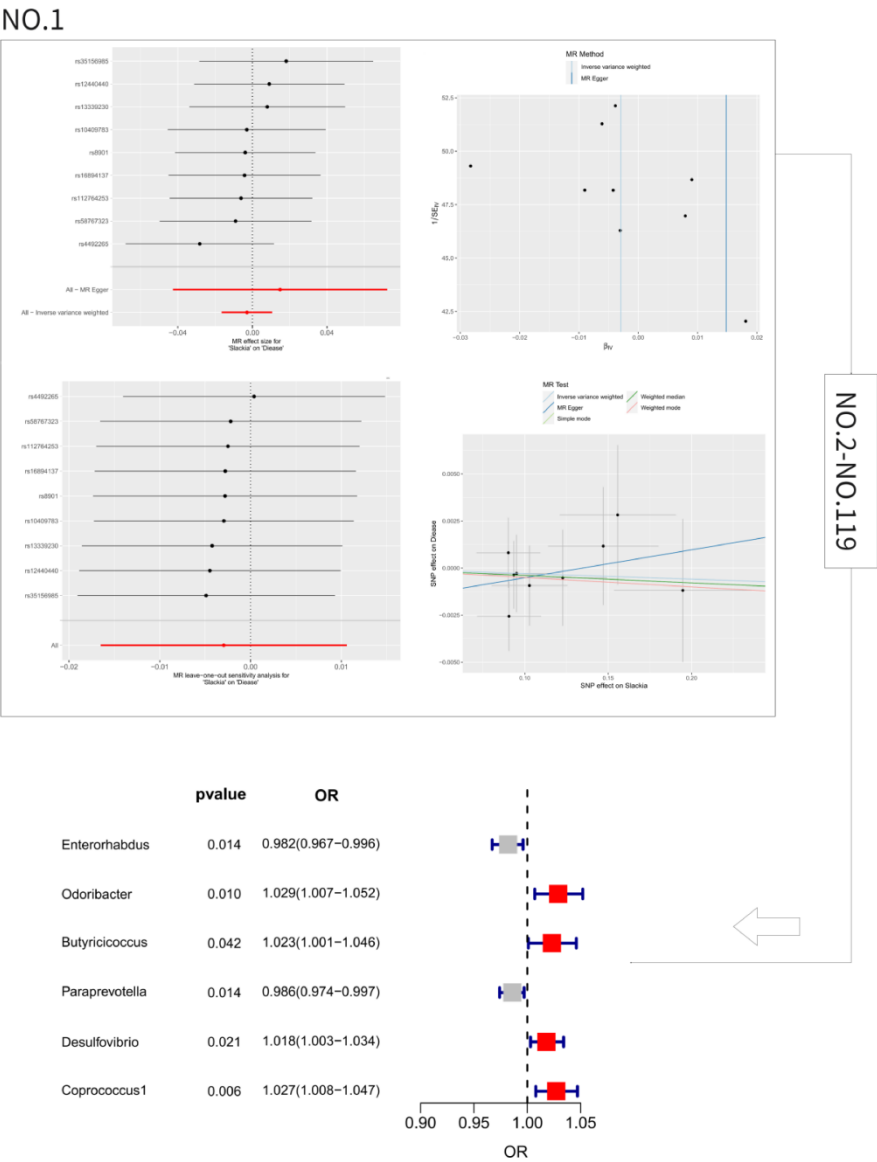 NO.1
rs35156985
rs12440440
rs13339230
rs10409783
rs8901
rs16894137
rs112764253
rs58767323
rs4492265
All − MR Egger
All − Inverse variance weighted
−0.04 0.00 0.04
MR effect size for
'Slackia' on 'Diease'
MR Method
Inverse variance weighted
MR Egger
52.5
50.0
47.5
45.0
42.5
1/SE_IV
−0.03 −0.02 −0.01 0.00 0.01 0.02
β_IV
rs4492265
rs58767323
rs112764253
rs16894137
rs8901
rs10409783
rs13339230
rs12440440
rs35156985
All
−0.02 −0.01 0.00 0.01
MR leave−one−out sensitivity analysis for
'Slackia' on 'Diease'
MR Test
Inverse variance weighted Weighted median
MR Egger Weighted mode
Simple mode
0.0050
0.0025
0.0000
−0.0025
−0.0050
SNP effect on Diease
0.10 0.15 0.20
SNP effect on Slackia
NO.2-NO.119
pvalue OR
Enterorhabdus 0.014 0.982(0.967−0.996)
Odoribacter 0.010 1.029(1.007−1.052)
Butyricicoccus 0.042 1.023(1.001−1.046)
Paraprevotella 0.014 0.986(0.974−0.997)
Desulfovibrio 0.021 1.018(1.003−1.034)
Coprococcus1 0.006 1.027(1.008−1.047)
0.90 0.95 1.00 1.05
OR